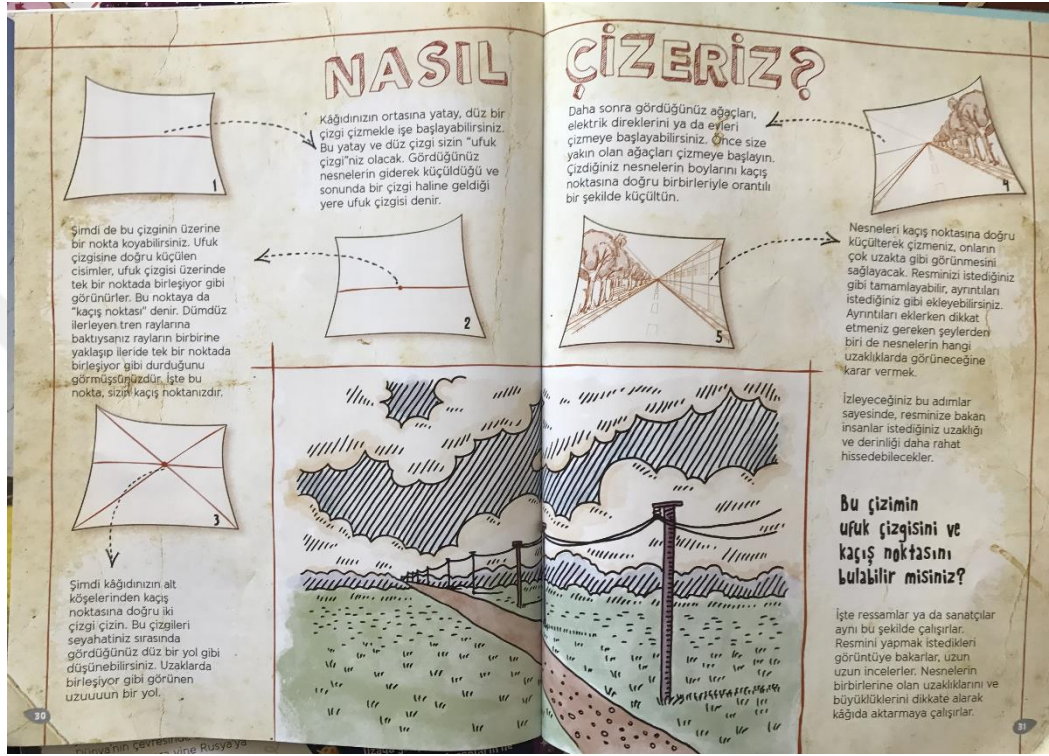 NASIL ÇİZERİZ?
1
Kâğıdınızın ortasına yatay, düz bir
çizgi çizmekle işe başlayabilirsiniz.
Bu yatay ve düz çizgi sizin "ufuk
çizgi"niz olacak. Gördüğünüz
nesnelerin giderek küçüldüğü ve
sonunda bir çizgi haline geldiği
yere ufuk çizgisi denir.
Şimdi de bu çizginin üzerine
bir nokta koyabilirsiniz. Ufuk
çizgisine doğru küçülen
cisimler, ufuk çizgisi üzerinde
tek bir noktada birleşiyor gibi
görünürler. Bu noktaya da
"kaçış noktası" denir. Dümdüz
ilerleyen tren raylarına
baktıysanız rayların birbirine
yaklaşıp ileride tek bir noktada
birleşiyor gibi durduğunu
görmüşsünüzdür. İşte bu
nokta, sizin kaçış noktanızdır.
2
3
Şimdi kâğıdınızın alt
köşelerinden kaçış
noktasına doğru iki
çizgi çizin. Bu çizgileri
seyahatiniz sırasında
gördüğünüz düz bir yol gibi
düşünebilirsiniz. Uzaklarda
birleşiyor gibi görünen
uzuuuun bir yol.
30
Daha sonra gördüğünüz ağaçları,
elektrik direklerini ya da evleri
çizmeye başlayabilirsiniz. Önce size
yakın olan ağaçları çizmeye başlayın.
Çizdiğiniz nesnelerin boylarını kaçış
noktasına doğru birbirleriyle orantılı
bir şekilde küçültün.
4
5
Nesneleri kaçış noktasına doğru
küçülterek çizmeniz, onların
çok uzakta gibi görünmesini
sağlayacak. Resminizi istediğiniz
gibi tamamlayabilir, ayrıntıları
istediğiniz gibi ekleyebilirsiniz.
Ayrıntıları eklerken dikkat
etmeniz gereken şeylerden
biri de nesnelerin hangi
uzaklıklarda görüneceğine
karar vermek.
İzleyeceğiniz bu adımlar
sayesinde, resminize bakan
insanlar istediğiniz uzaklığı
ve derinliği daha rahat
hissedebilecekler.
Bu çizimin
ufuk çizgisini ve
kaçış noktasını
bulabilir misiniz?
İşte ressamlar ya da sanatçılar
aynı bu şekilde çalışırlar.
Resmini yapmak istedikleri
görüntüye bakarlar, uzun
uzun incelerler. Nesnelerin
birbirlerine olan uzaklıklarını ve
büyüklüklerini dikkate alarak
kâğıda aktarmaya çalışırlar.
31
Dünya'nın çevresinde
yine Rusya'ya